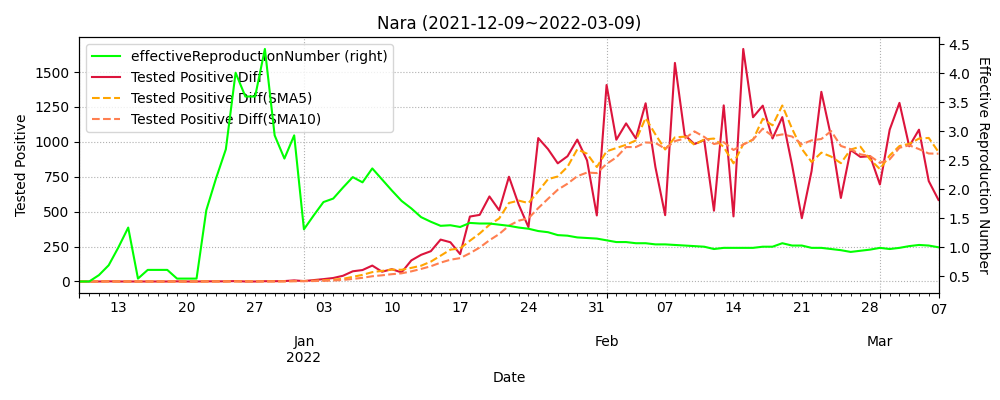 Nara (2021-12-09~2022-03-09)
effectiveReproductionNumber (right)
Tested Positive Diff
Tested Positive Diff(SMA5)
Tested Positive Diff(SMA10)
Tested Positive
1500
1250
1000
750
500
250
0
4.5
4.0
3.5
3.0
2.5
2.0
1.5
1.0
0.5
Effective Reproduction Number
13 20 27 03 10 17 24 31 07 14 21 28 07
Jan Feb Mar
2022
Date